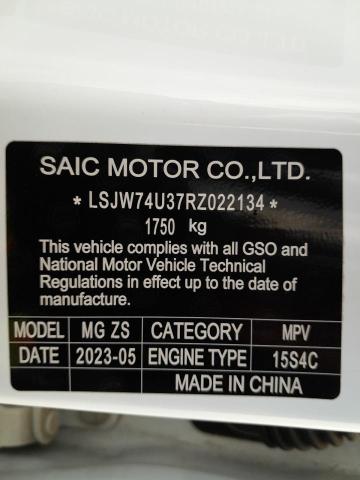 SAIC MOTOR CO.,LTD.
* LSJW74U37RZ022134 *
1750 kg
This vehicle complies with all GSO and
National Motor Vehicle Technical
Regulations in effect up to the date of
manufacture.
MODEL MG ZS CATEGORY MPV
DATE 2023-05 ENGINE TYPE 15S4C
MADE IN CHINA